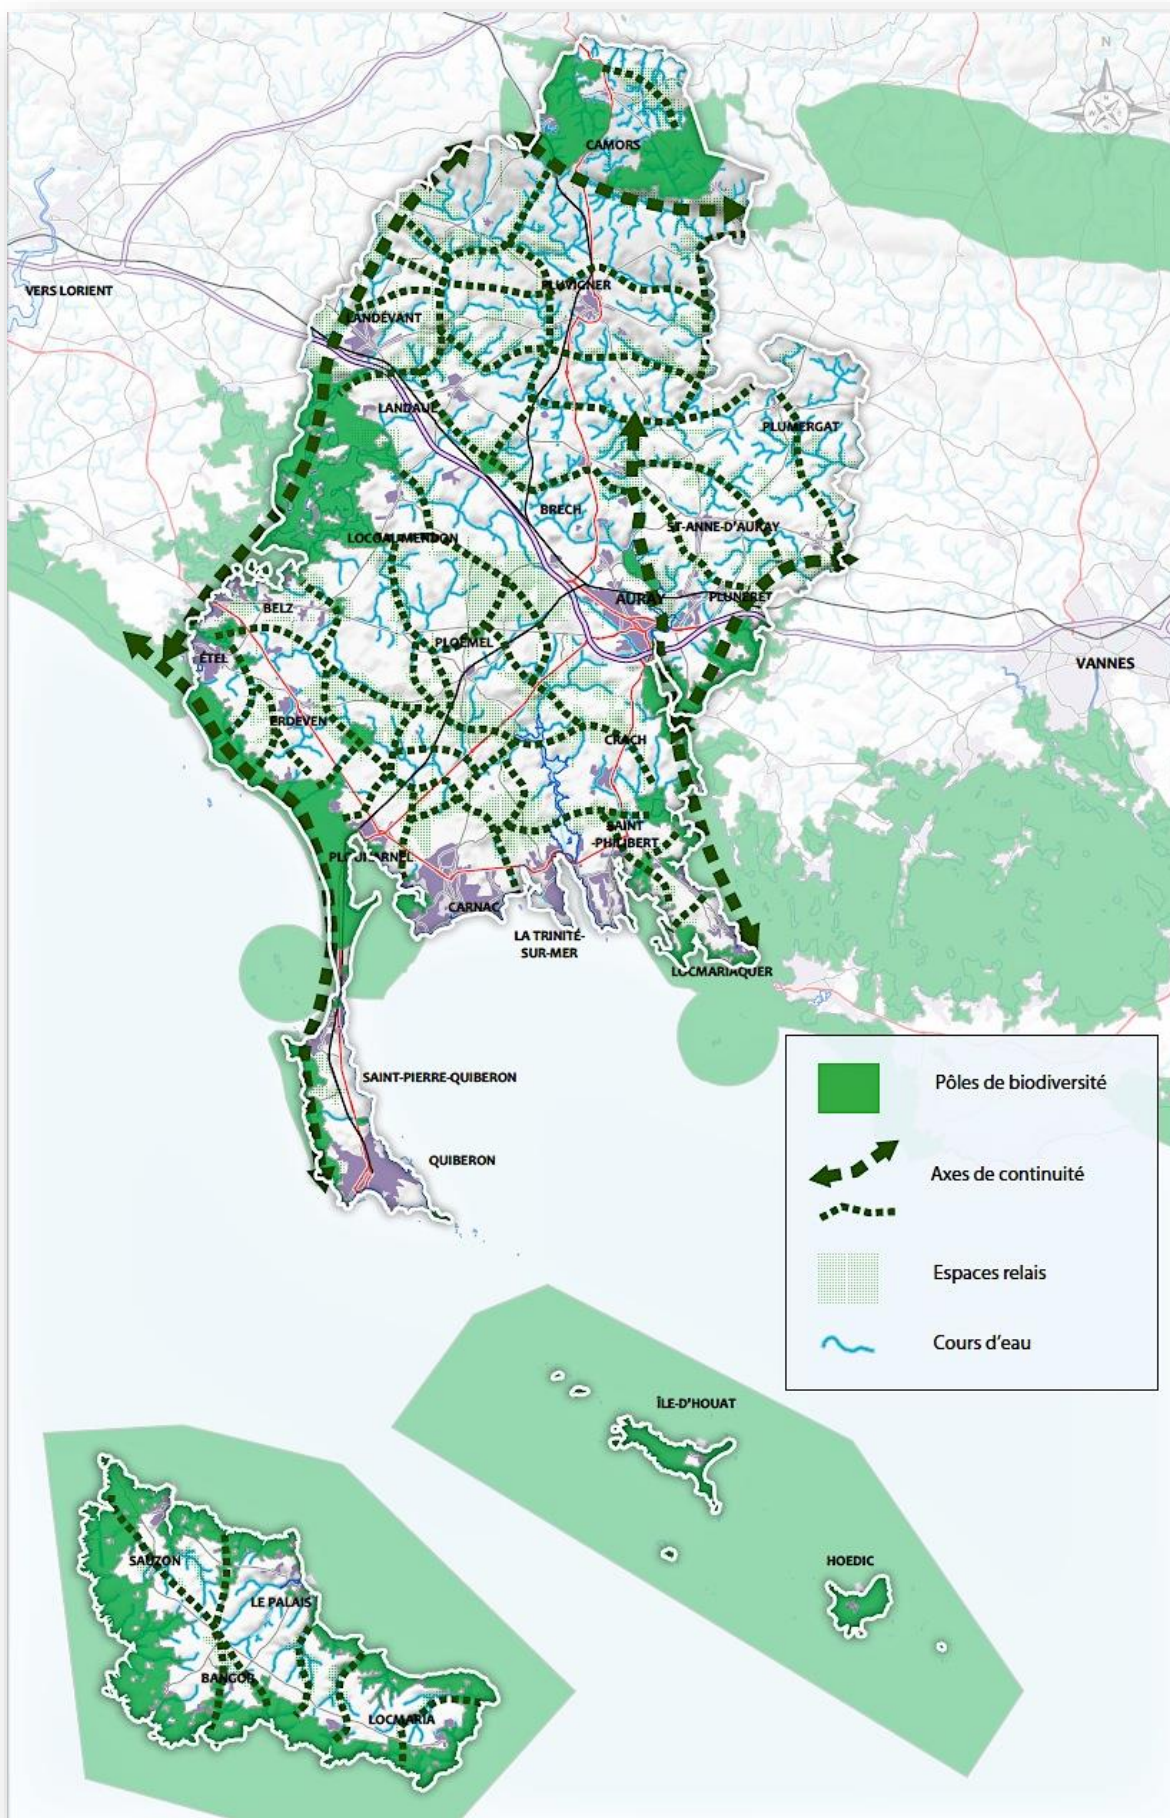 N
CAMORS
VERS LORIENT
PLUVIGNER
LANDÉVANT
LANDAUL
PLUMERGAT
BRECH
ST-ANNE-D'AURAY
LOCOAL-MENDON
BELZ
AURAY
PLUNERET
PLOEMEL
ÉTEL
VANNES
ERDEVEN
CRACH
SAINT
-PHILIBERT
PLOUHARNEL
CARNAC
LA TRINITÉ-
SUR-MER
LOCMARIAQUER
SAINT-PIERRE-QUIBERON
QUIBERON
Pôles de biodiversité
Axes de continuité
Espaces relais
Cours d'eau
ÎLE-D'HOUAT
HOEDIC
SAUZON
LE PALAIS
BANGOR
LOCMARIA